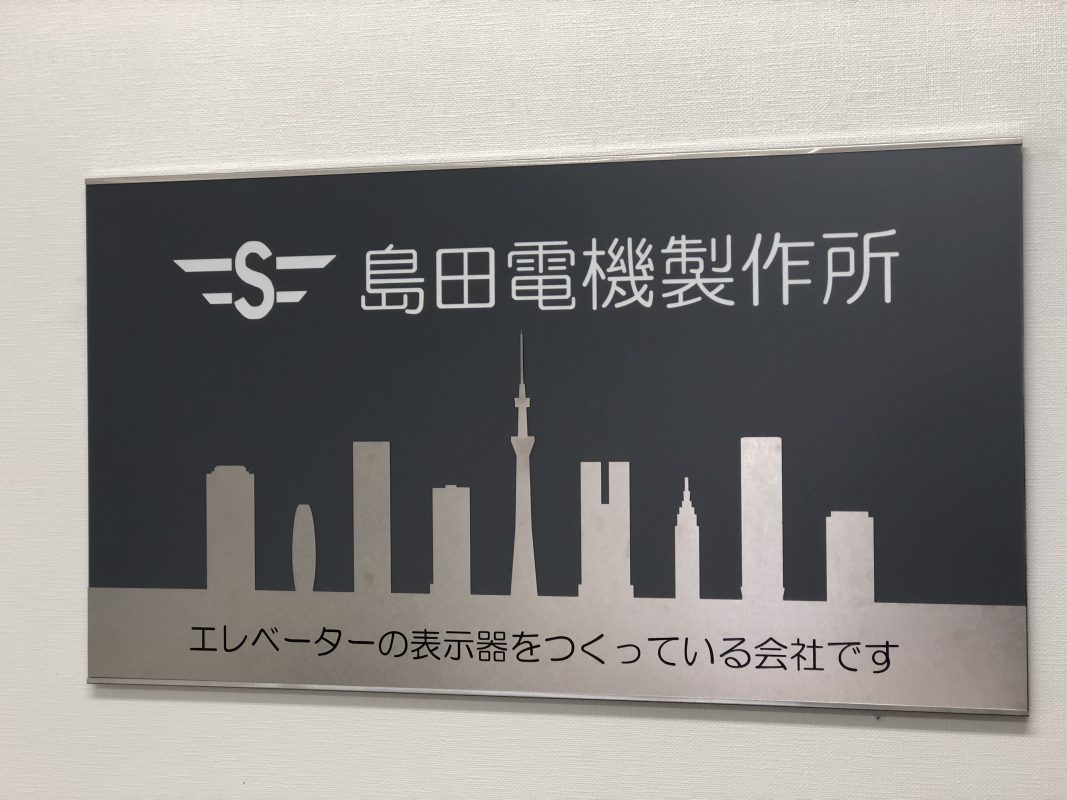 S 島田電機製作所
エレベーターの表示器をつくっている会社です